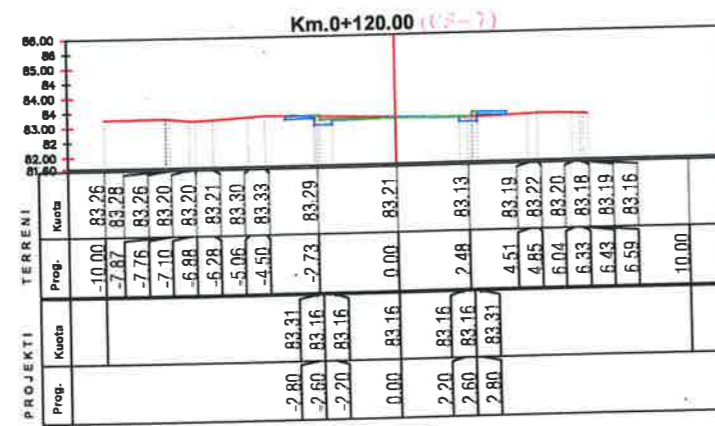 Km.0+120.00 (CS-7)
86.00
86
85.00
84
84.00
83.00
82
82.00
81.50
TERRENI
Kuota
83.26 83.28 83.26 83.20 83.20 83.21 83.30 83.33 83.29 83.21 83.13 83.19 83.22 83.20 83.18 83.19 83.16
Prog.
-10.00 -7.87 -7.76 -7.10 -6.88 -6.28 -5.06 -4.50 -2.73 0.00 2.48 4.51 4.85 6.04 6.33 6.43 6.59 10.00
PROJEKTI
Kuota
83.31 83.16 83.16 83.16 83.16 83.16 83.31
Prog.
-2.80 -2.60 -2.20 0.00 2.20 2.60 2.80